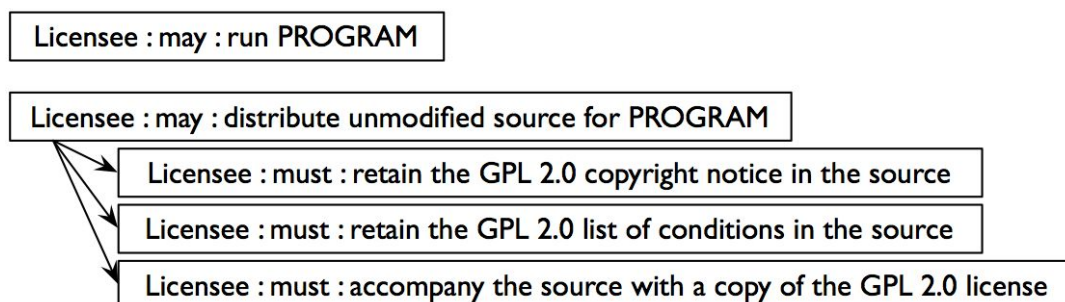 Licensee : may : run PROGRAM
Licensee : may : distribute unmodified source for PROGRAM
Licensee : must : retain the GPL 2.0 copyright notice in the source
Licensee : must : retain the GPL 2.0 list of conditions in the source
Licensee : must : accompany the source with a copy of the GPL 2.0 license